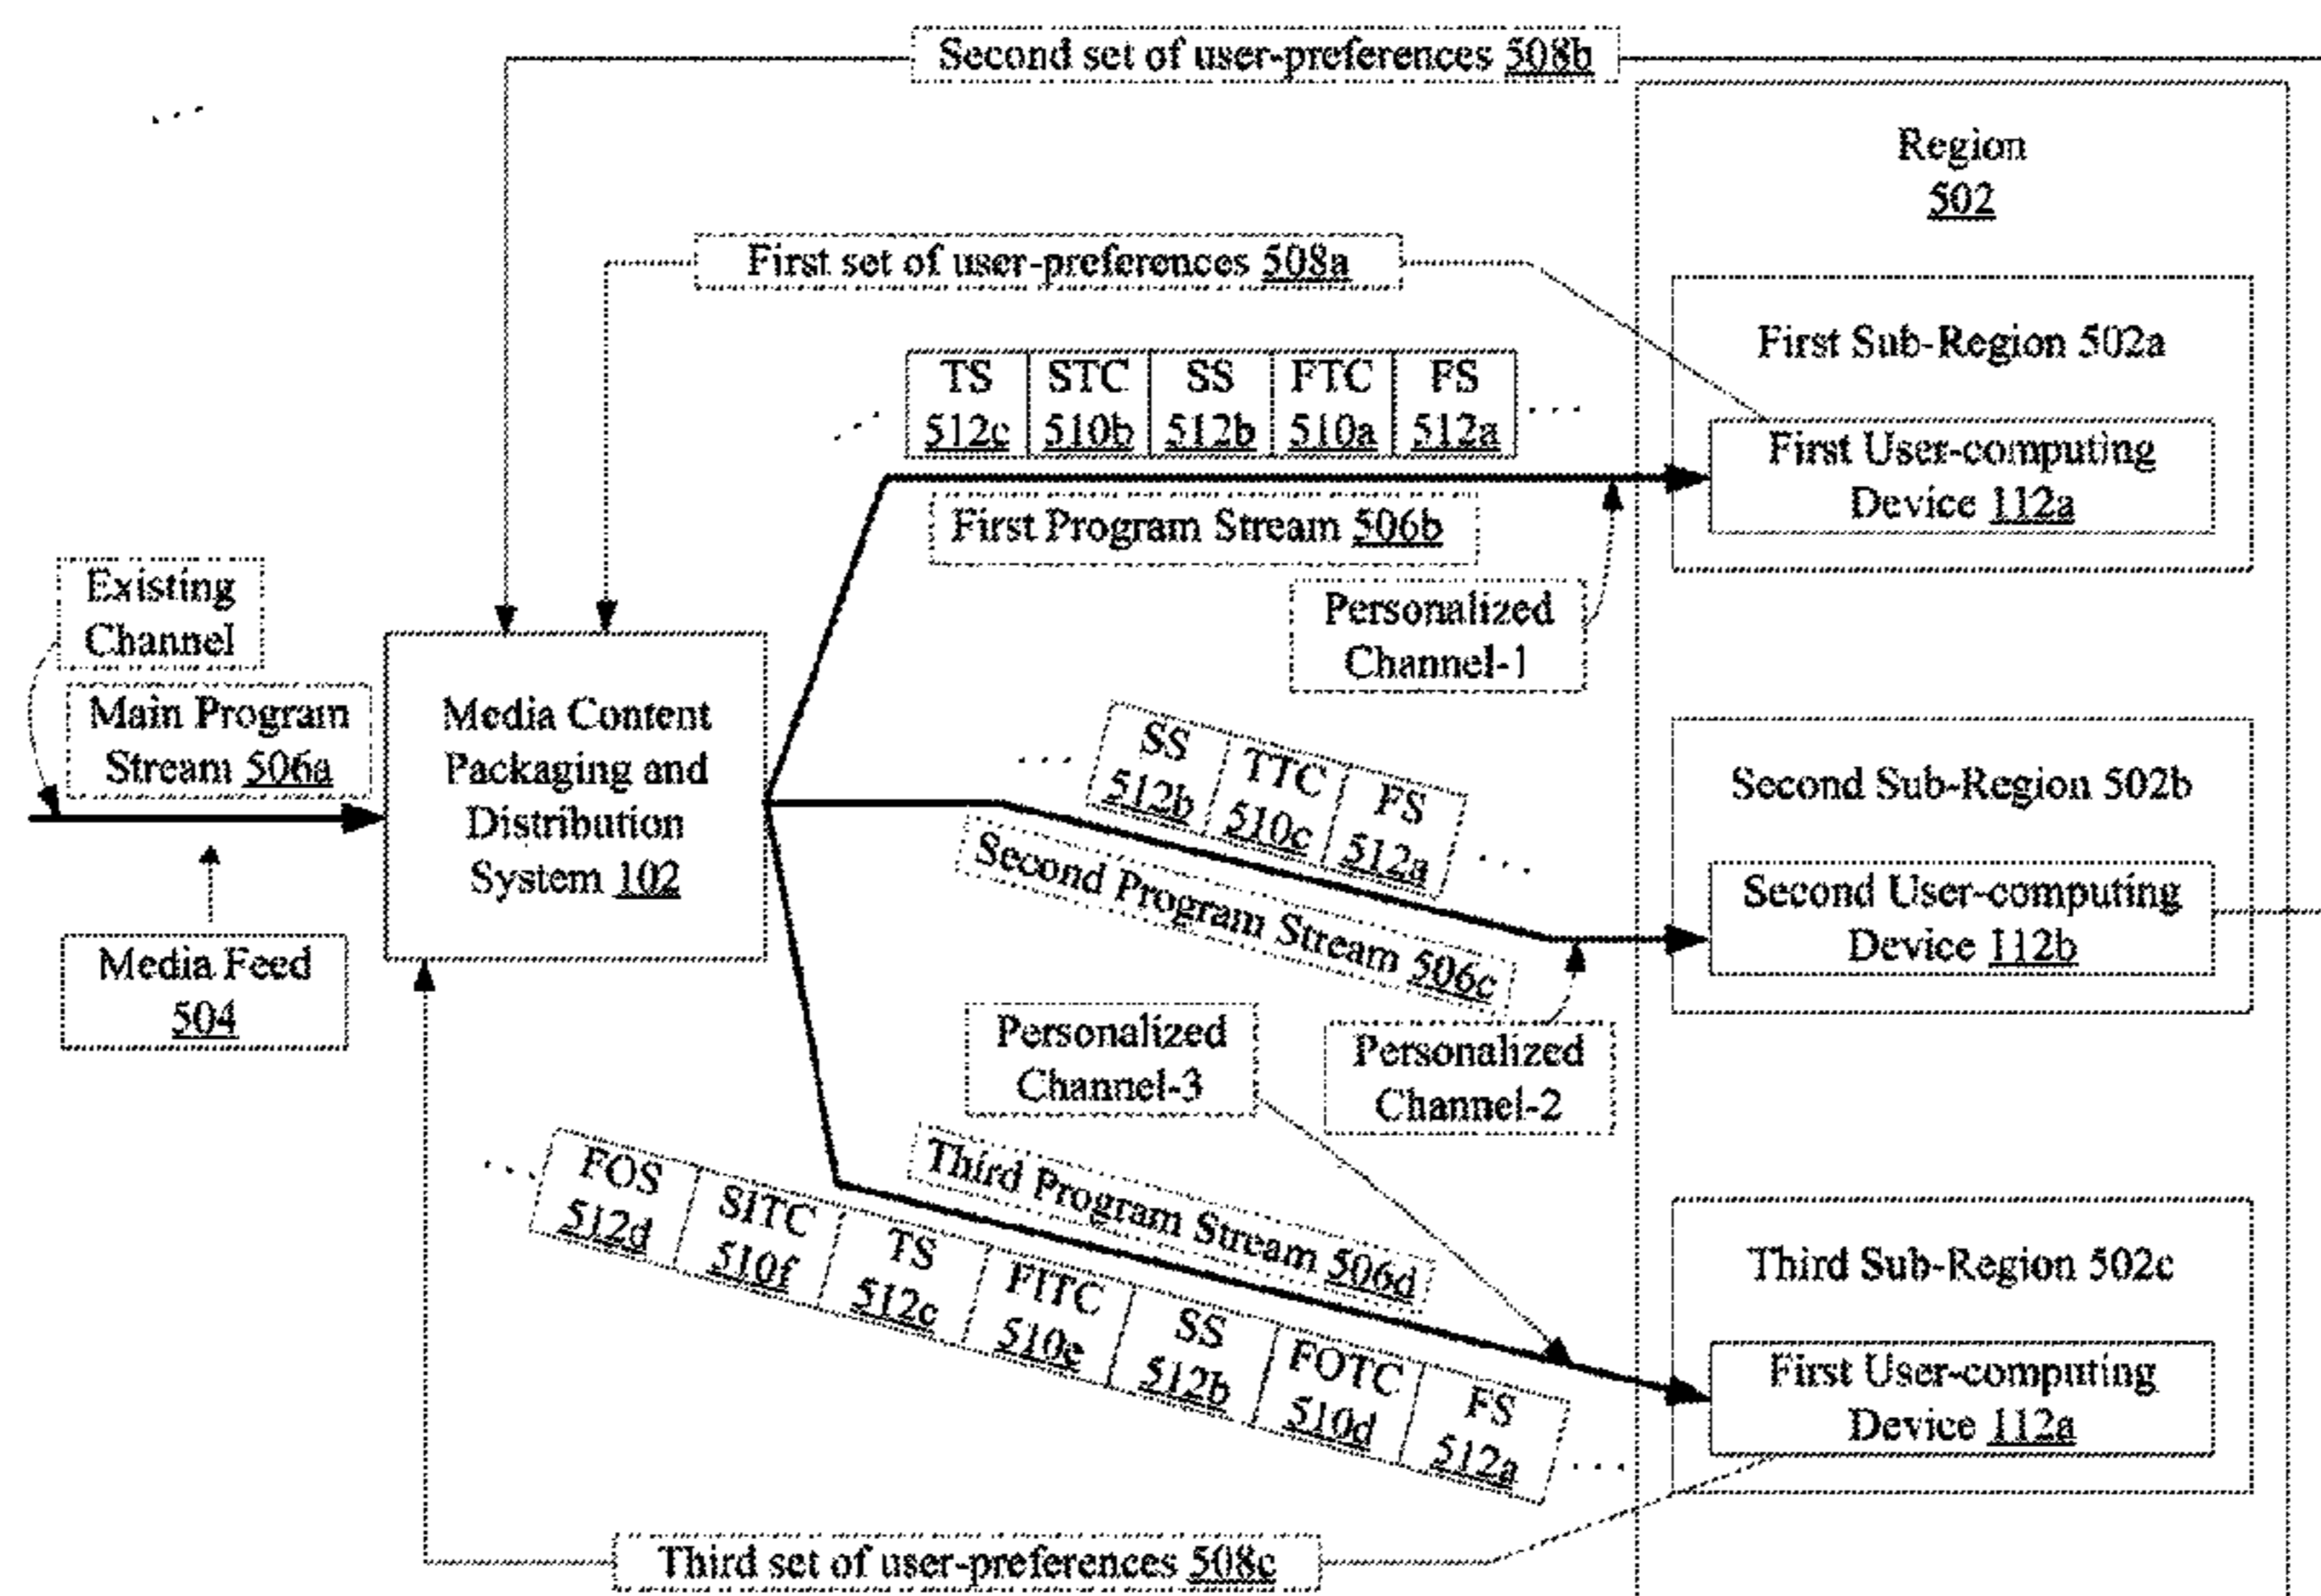 Second set of user-preferences 508b
Region
502
First set of user-preferences 508a
First Sub-Region 502a
TS STC SS FTC FS
512c 510b 512b 510a 512a
First User-computing
Device 112a
First Program Stream 506b
Existing
Channel
Personalized
Channel-1
Main Program
Stream 506a
Media Content
Packaging and
Distribution
System 102
SS TTC FS
512b 510c 512a
Second Program Stream 506c
Second Sub-Region 502b
Second User-computing
Device 112b
Media Feed
504
Personalized
Channel-3
Personalized
Channel-2
Third Program Stream 506d
FOS SITC TS FITC SS FOTC FS
512d 510f 512c 510e 512b 510d 512a
Third Sub-Region 502c
First User-computing
Device 112a
Third set of user-preferences 508c